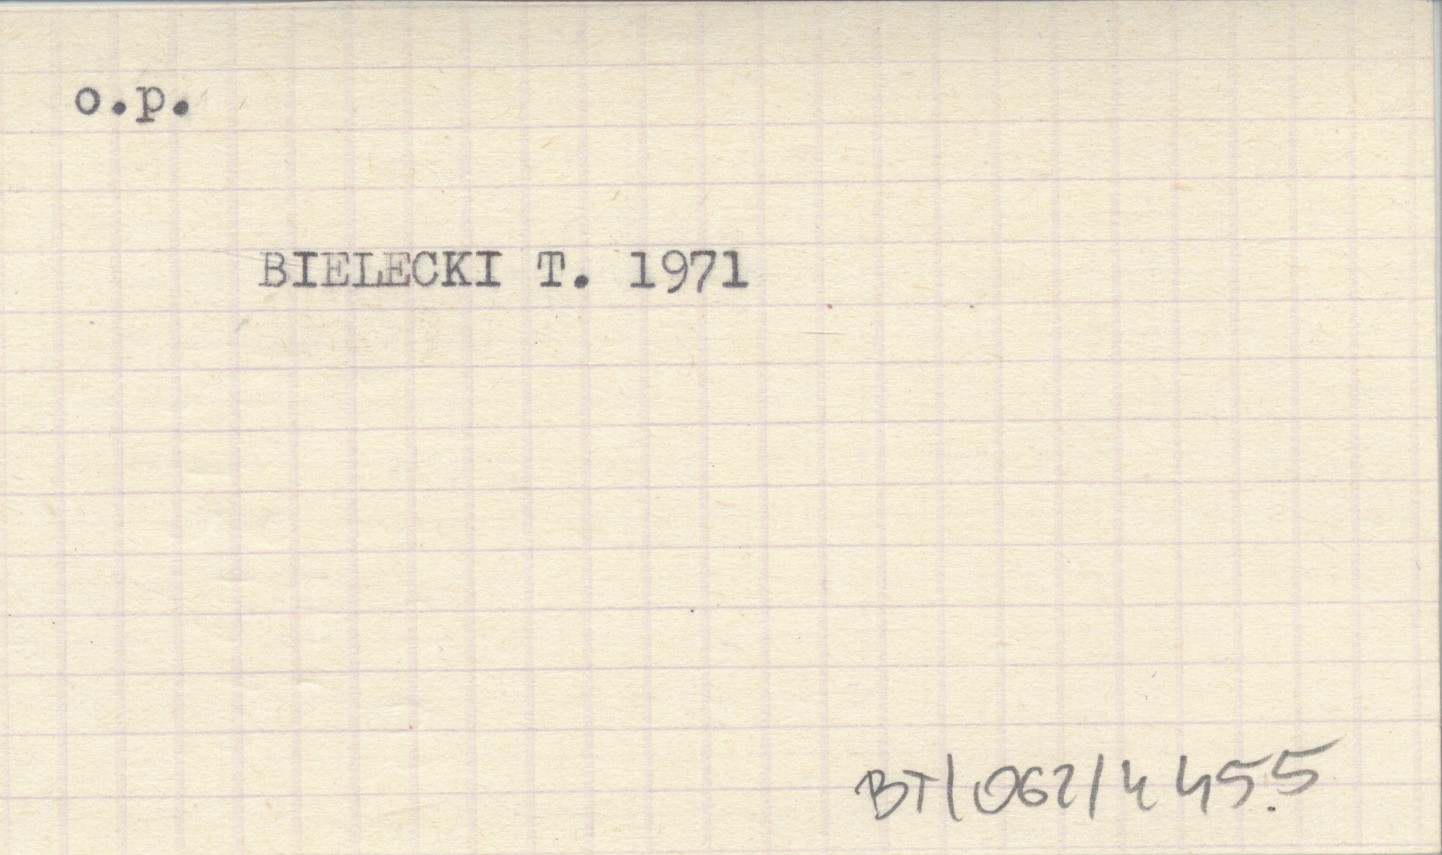 o.p.
BIELECKI T. 1971
BT/062/4455